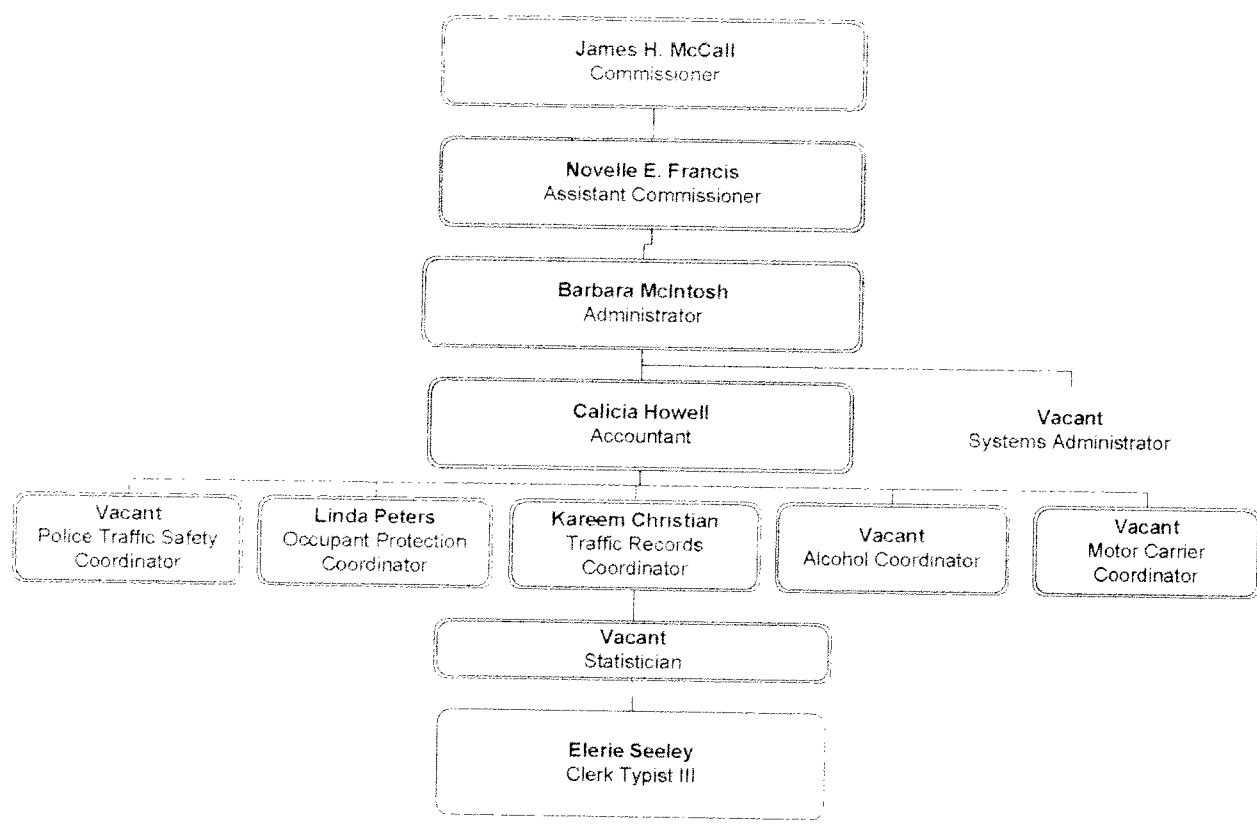 James H. McCall
Commissioner
Novelle E. Francis
Assistant Commissioner
Barbara McIntosh
Administrator
Calicia Howell
Accountant
Vacant
Systems Administrator
Vacant
Police Traffic Safety
Coordinator
Linda Peters
Occupant Protection
Coordinator
Kareem Christian
Traffic Records
Coordinator
Vacant
Alcohol Coordinator
Vacant
Motor Carrier
Coordinator
Vacant
Statistician
Elerie Seeley
Clerk Typist III